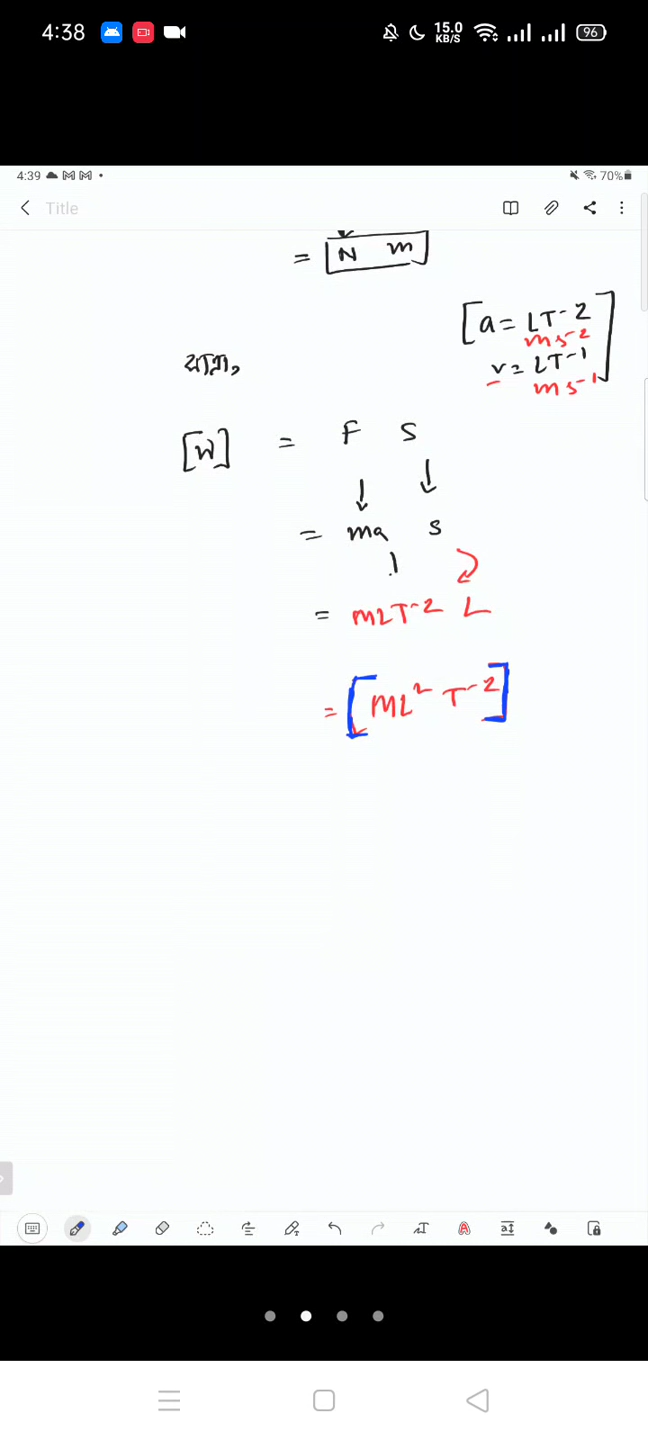 4:38 15.0 KB/S 96
4:39 70%
Title
= N m
[a = LT-2
ms-2
v = LT-1]
ms-1
মাত্রা,
[W] = F S
= ma s
= MLT-2 L
= [ML² T-2]